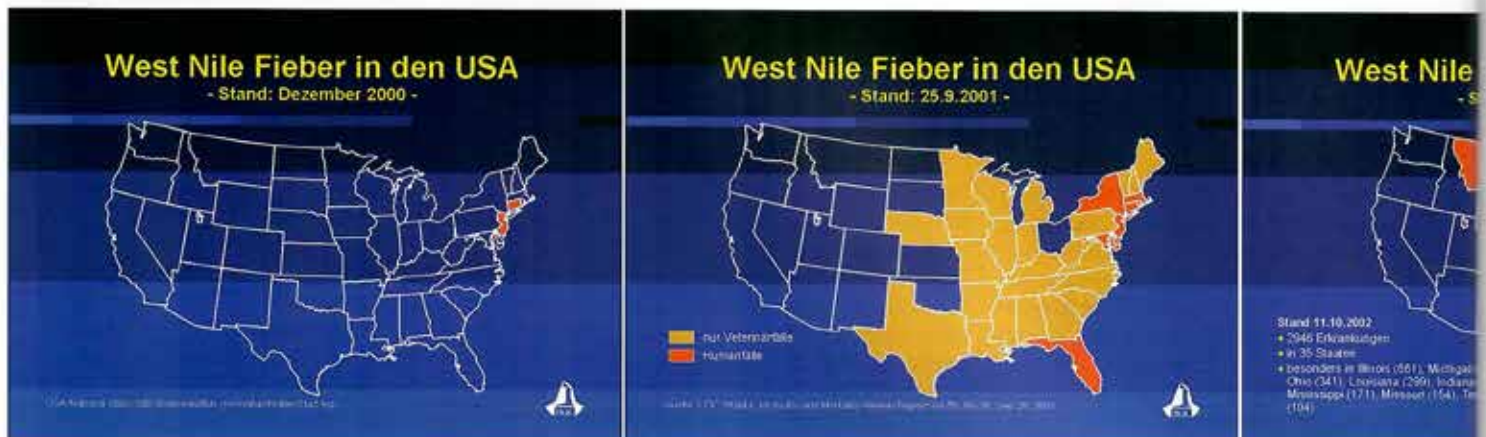 West Nile Fieber in den USA
- Stand: Dezember 2000 -
West Nile Fieber in den USA
- Stand: 25.9.2001 -
nur Veterinärfälle
Humanfälle
West Nile
Stand 11.10.2002
• 2946 Erkrankungen
• in 35 Staaten
• besonders in Illinois (661), Michigan
Ohio (341), Louisiana (299), Indiana
Mississippi (171), Missouri (154),
(104)